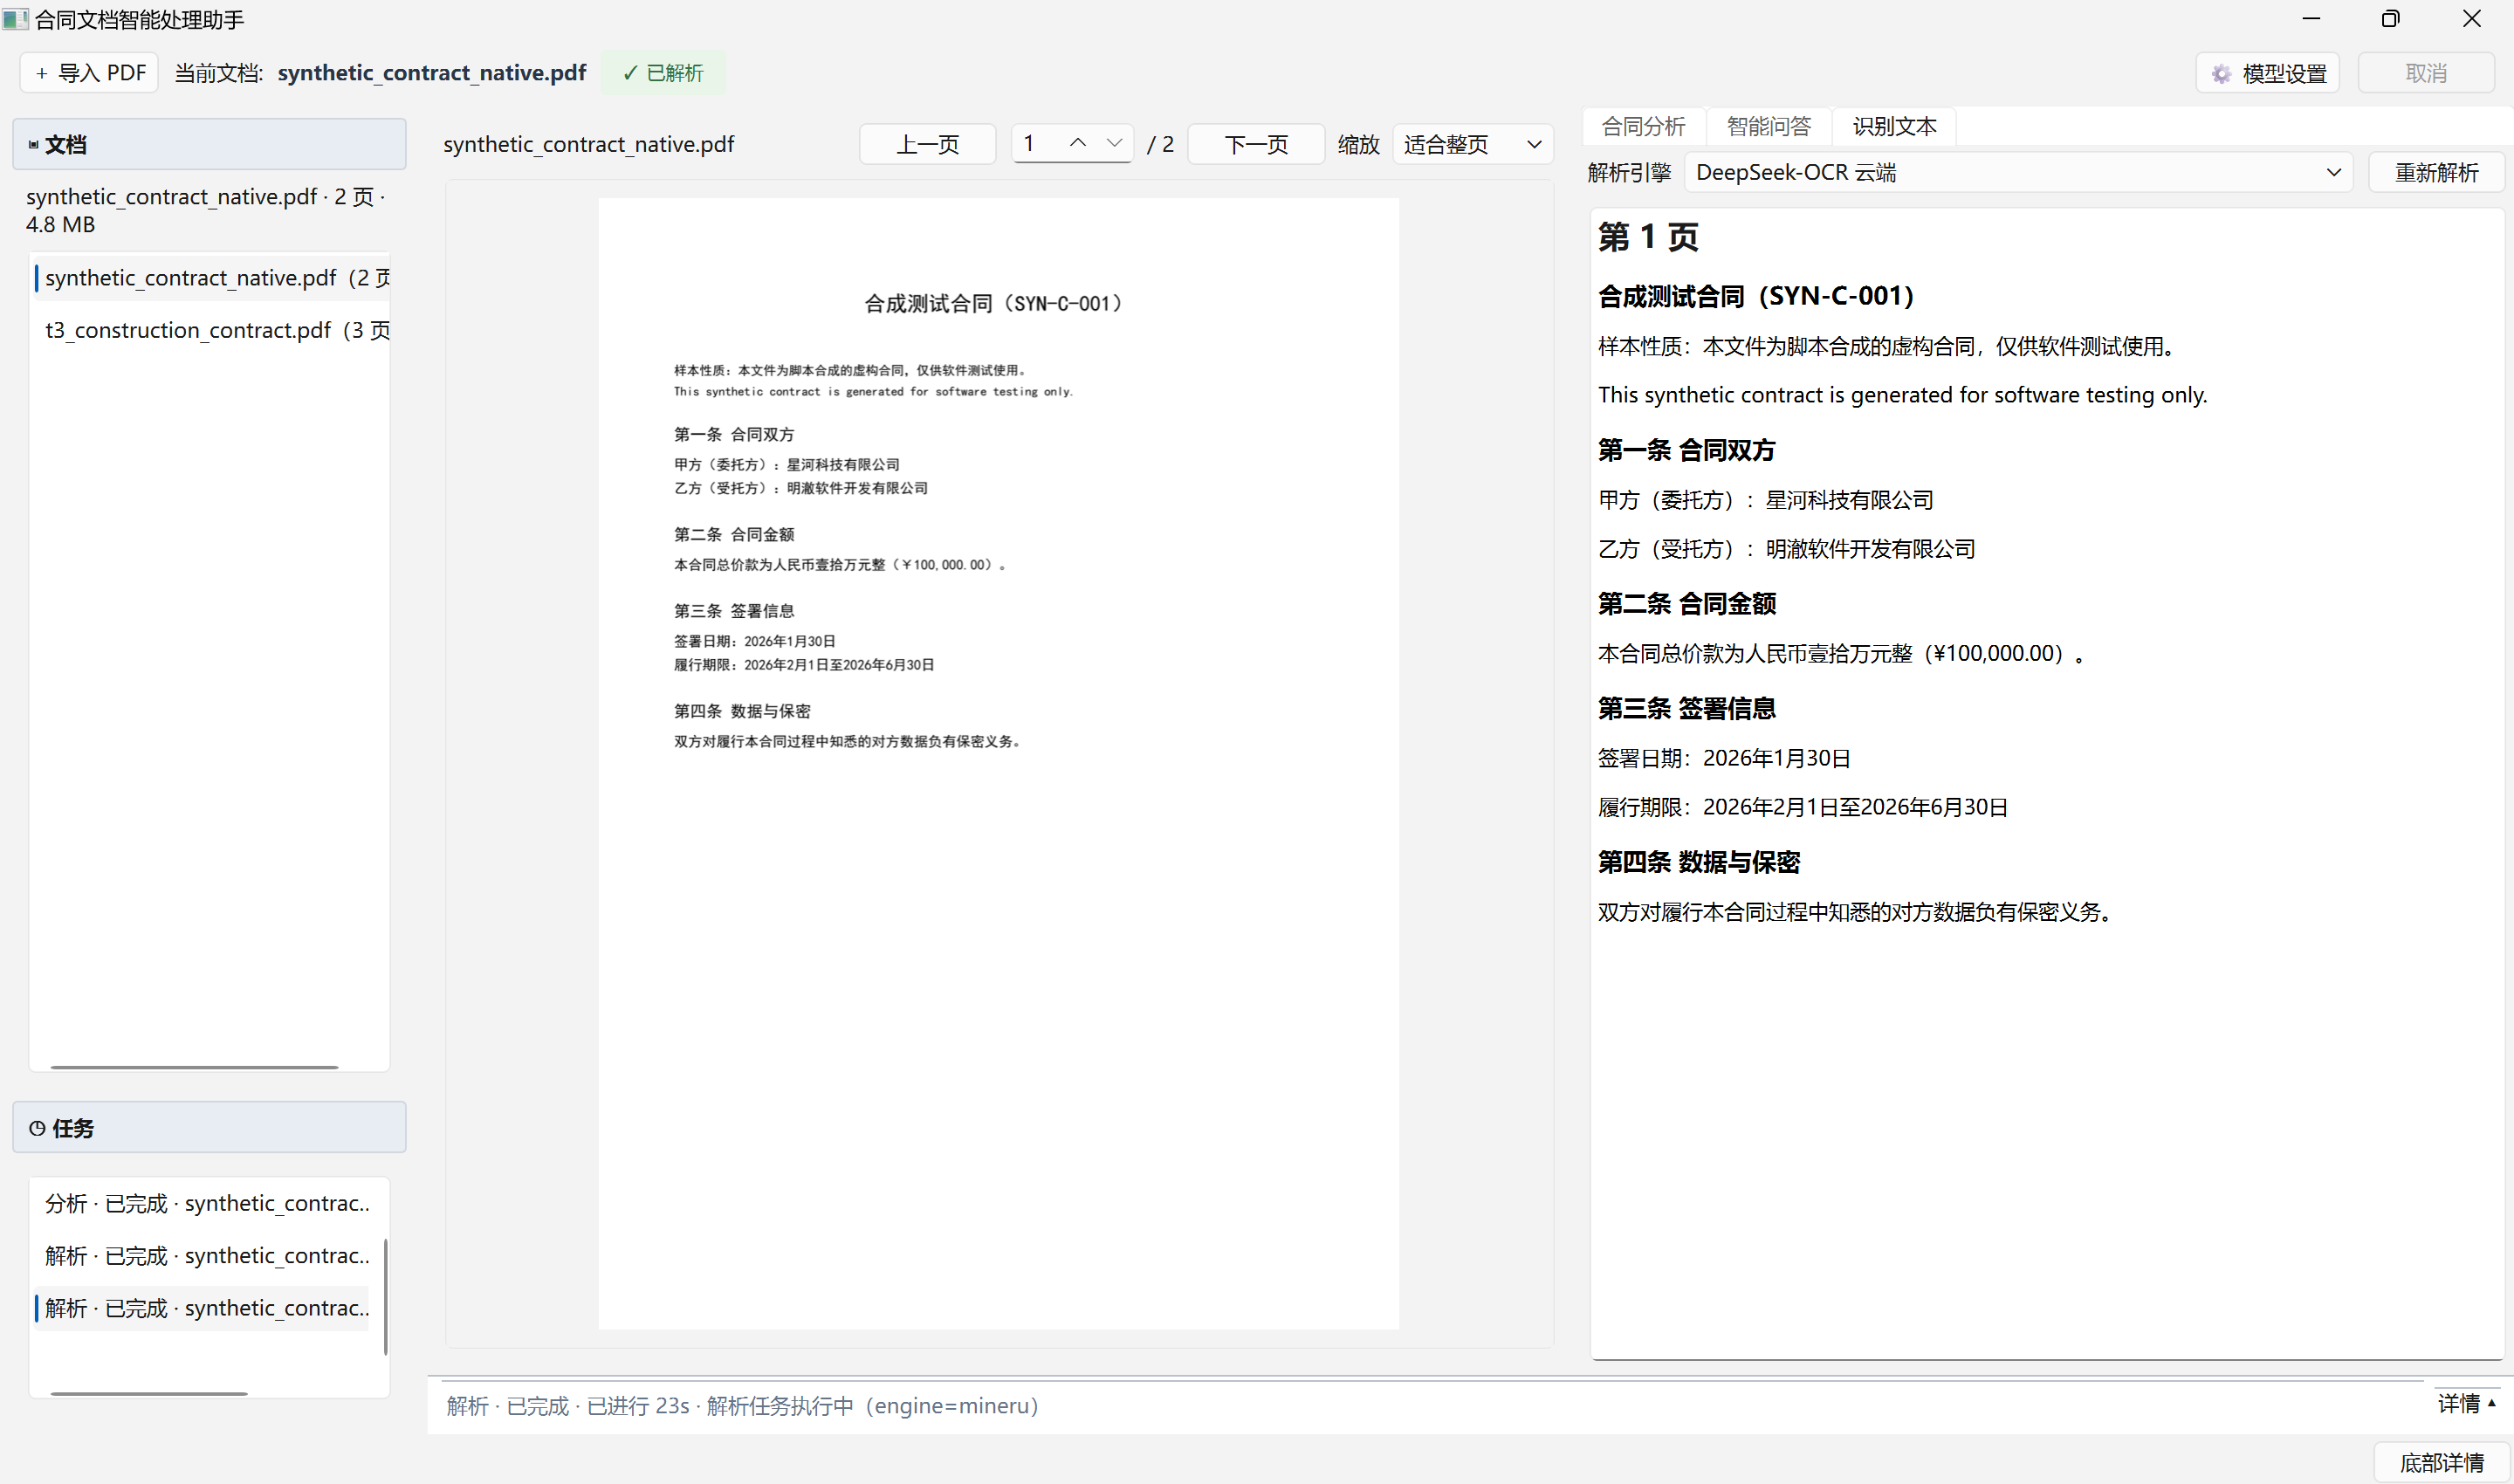 合同文档智能处理助手
+ 导入 PDF 当前文档: synthetic_contract_native.pdf ✓ 已解析 模型设置 取消
文档
synthetic_contract_native.pdf · 2 页 ·
4.8 MB
synthetic_contract_native.pdf（2 页
t3_construction_contract.pdf（3 页
任务
分析 · 已完成 · synthetic_contrac..
解析 · 已完成 · synthetic_contrac..
解析 · 已完成 · synthetic_contrac..
synthetic_contract_native.pdf 上一页 1 / 2 下一页 缩放 适合整页
合成测试合同（SYN-C-001）
样本性质：本文件为脚本合成的虚构合同，仅供软件测试使用。
This synthetic contract is generated for software testing only.
第一条 合同双方
甲方（委托方）：星河科技有限公司
乙方（受托方）：明澈软件开发有限公司
第二条 合同金额
本合同总价款为人民币壹拾万元整（￥100,000.00）。
第三条 签署信息
签署日期：2026年1月30日
履行期限：2026年2月1日至2026年6月30日
第四条 数据与保密
双方对履行本合同过程中知悉的对方数据负有保密义务。
合同分析 智能问答 识别文本
解析引擎 DeepSeek-OCR 云端 重新解析
第 1 页
合成测试合同（SYN-C-001）
样本性质：本文件为脚本合成的虚构合同，仅供软件测试使用。
This synthetic contract is generated for software testing only.
第一条 合同双方
甲方（委托方）：星河科技有限公司
乙方（受托方）：明澈软件开发有限公司
第二条 合同金额
本合同总价款为人民币壹拾万元整（¥100,000.00）。
第三条 签署信息
签署日期：2026年1月30日
履行期限：2026年2月1日至2026年6月30日
第四条 数据与保密
双方对履行本合同过程中知悉的对方数据负有保密义务。
解析 · 已完成 · 已进行 23s · 解析任务执行中（engine=mineru） 详情 ▲
底部详情